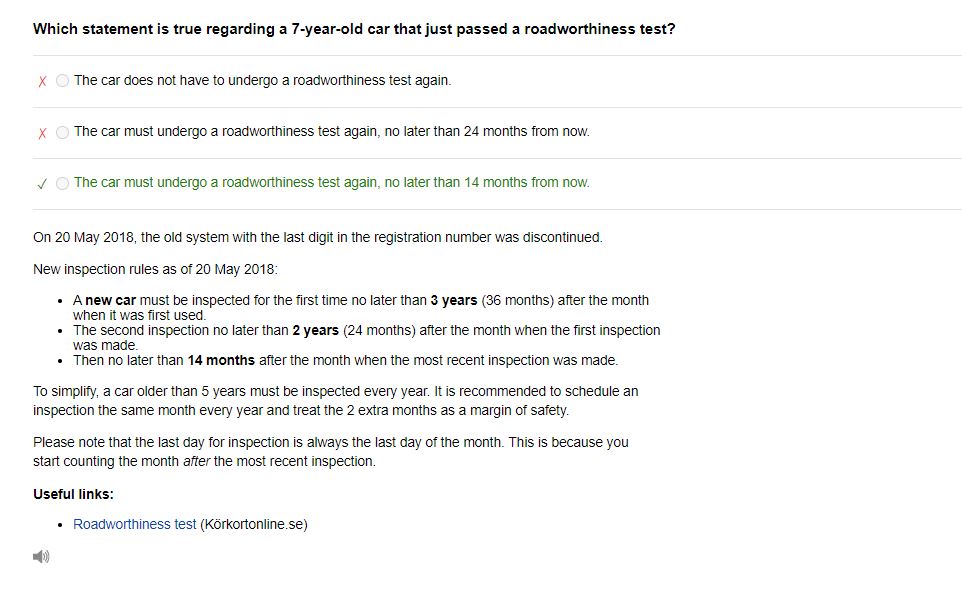 Which statement is true regarding a 7-year-old car that just passed a roadworthiness test?
The car does not have to undergo a roadworthiness test again.
The car must undergo a roadworthiness test again, no later than 24 months from now.
The car must undergo a roadworthiness test again, no later than 14 months from now.
On 20 May 2018, the old system with the last digit in the registration number was discontinued.
New inspection rules as of 20 May 2018:
• A new car must be inspected for the first time no later than 3 years (36 months) after the month
when it was first used.
• The second inspection no later than 2 years (24 months) after the month when the first inspection
was made.
• Then no later than 14 months after the month when the most recent inspection was made.
To simplify, a car older than 5 years must be inspected every year. It is recommended to schedule an
inspection the same month every year and treat the 2 extra months as a margin of safety.
Please note that the last day for inspection is always the last day of the month. This is because you
start counting the month after the most recent inspection.
Useful links:
• Roadworthiness test (Körkortonline.se)